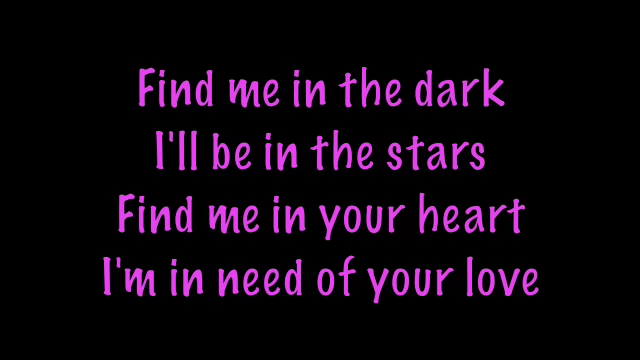 Find me in the dark
I'll be in the stars
Find me in your heart
I'm in need of your love